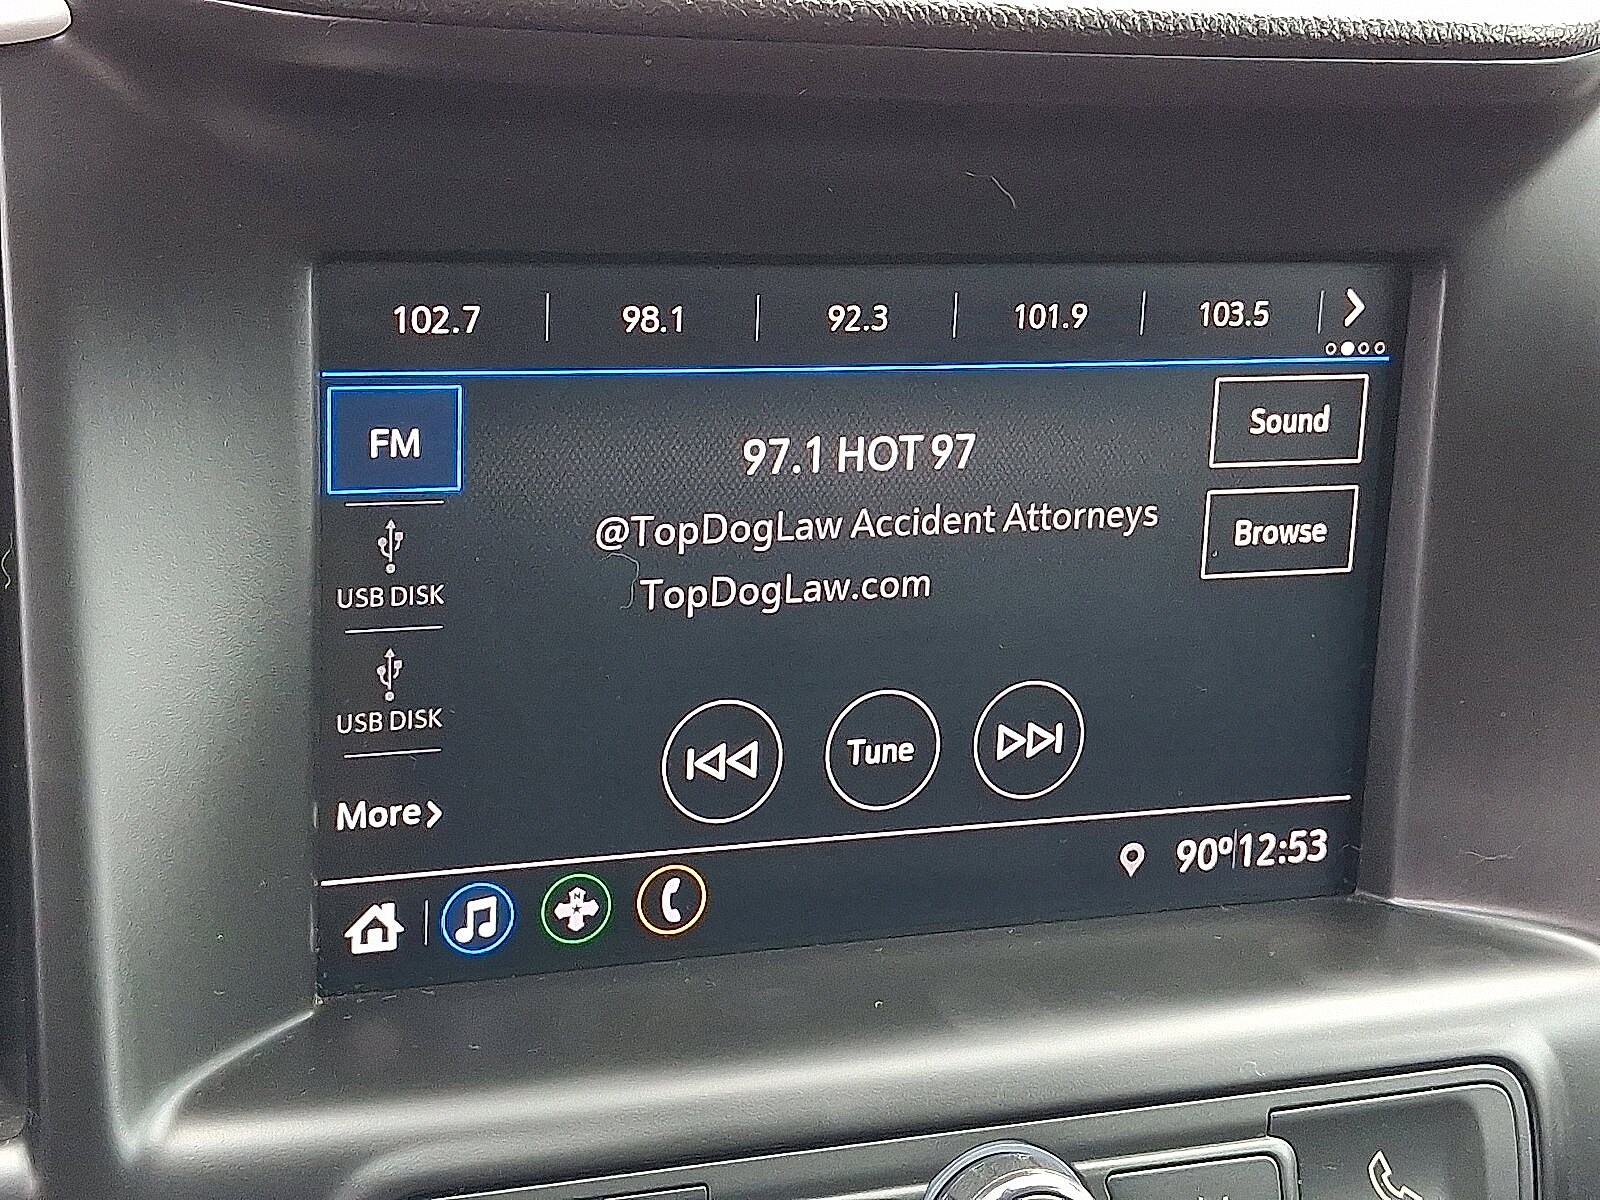 102.7 98.1 92.3 101.9 103.5
FM
97.1 HOT 97
Sound
@TopDogLaw Accident Attorneys
Browse
TopDogLaw.com
USB DISK
USB DISK
Tune
More
90° 12:53
N